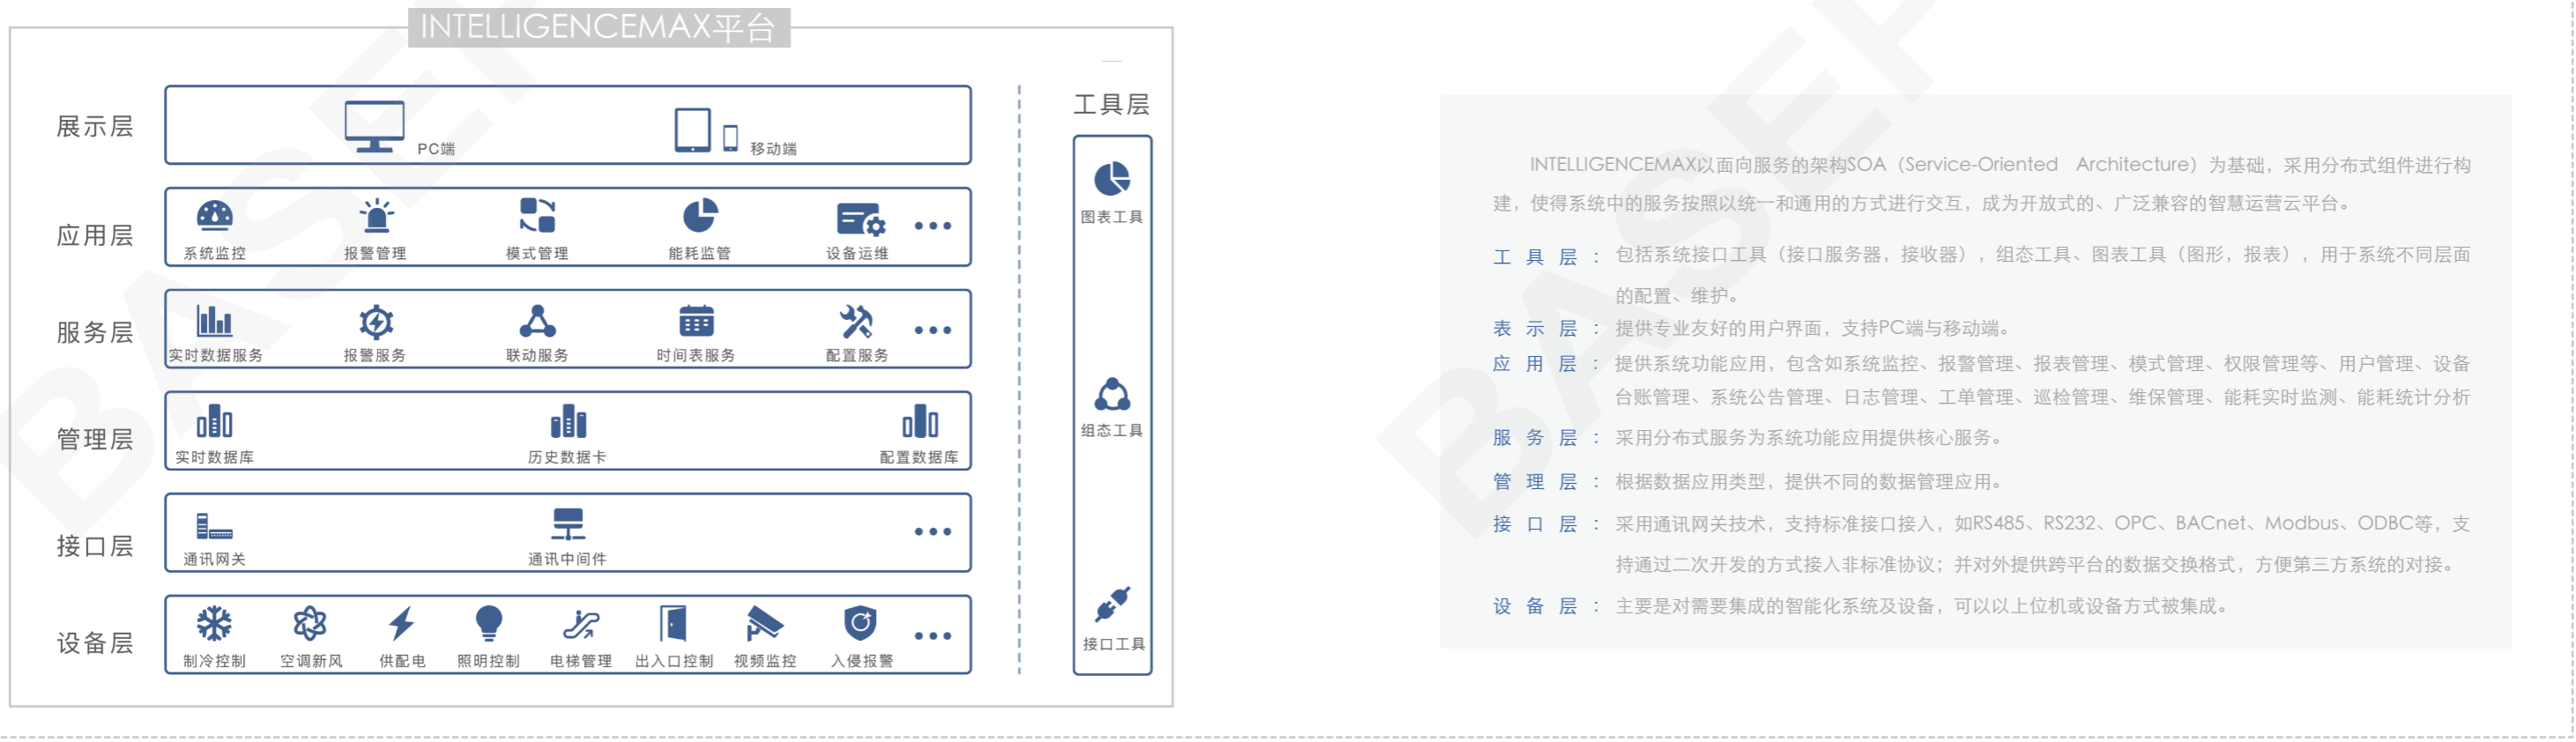 INTELLIGENCEMAX平台
展示层
PC端
移动端
应用层
系统监控
报警管理
模式管理
能耗监管
设备运维
服务层
实时数据服务
报警服务
联动服务
时间表服务
配置服务
管理层
实时数据库
历史数据卡
配置数据库
接口层
通讯网关
通讯中间件
设备层
制冷控制
空调新风
供配电
照明控制
电梯管理
出入口控制
视频监控
入侵报警
工具层
图表工具
组态工具
接口工具
INTELLIGENCEMAX以面向服务的架构SOA（Service-Oriented Architecture）为基础，采用分布式组件进行构
建，使得系统中的服务按照以统一和通用的方式进行交互，成为开放式的、广泛兼容的智慧运营云平台。
工具层：包括系统接口工具（接口服务器，接收器），组态工具、图表工具（图形，报表），用于系统不同层面
的配置、维护。
表示层：提供专业友好的用户界面，支持PC端与移动端。
应用层：提供系统功能应用，包含如系统监控、报警管理、报表管理、模式管理、权限管理等、用户管理、设备
台账管理、系统公告管理、日志管理、工单管理、巡检管理、维保管理、能耗实时监测、能耗统计分析
服务层：采用分布式服务为系统功能应用提供核心服务。
管理层：根据数据应用类型，提供不同的数据管理应用。
接口层：采用通讯网关技术，支持标准接口接入，如RS485、RS232、OPC、BACnet、Modbus、ODBC等，支
持通过二次开发的方式接入非标准协议；并对外提供跨平台的数据交换格式，方便第三方系统的对接。
设备层：主要是对需要集成的智能化系统及设备，可以以上位机或设备方式被集成。